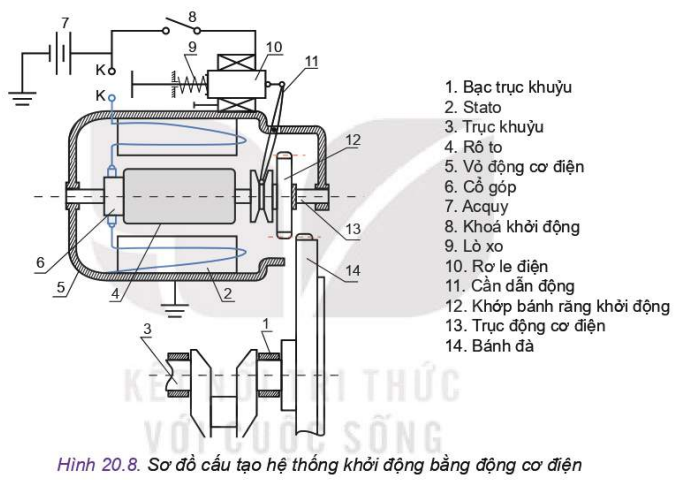 7
8
9
10
11
K
K
12
13
6
5
4
2
14
3
1
1. Bạc trục khuỷu
2. Stato
3. Trục khuỷu
4. Rô to
5. Vỏ động cơ điện
6. Cổ góp
7. Acquy
8. Khoá khởi động
9. Lò xo
10. Rơ le điện
11. Cần dẫn động
12. Khớp bánh răng khởi động
13. Trục động cơ điện
14. Bánh đà
KẾT NỐI TRI THỨC
VỚI CUỘC SỐNG
Hình 20.8. Sơ đồ cấu tạo hệ thống khởi động bằng động cơ điện